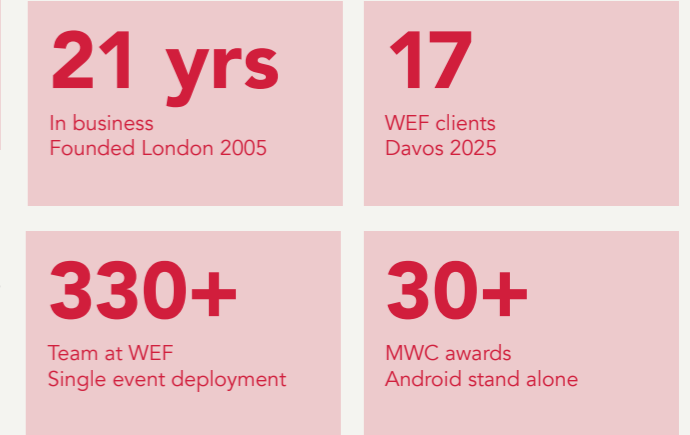 21 yrs
In business
Founded London 2005
17
WEF clients
Davos 2025
330+
Team at WEF
Single event deployment
30+
MWC awards
Android stand alone